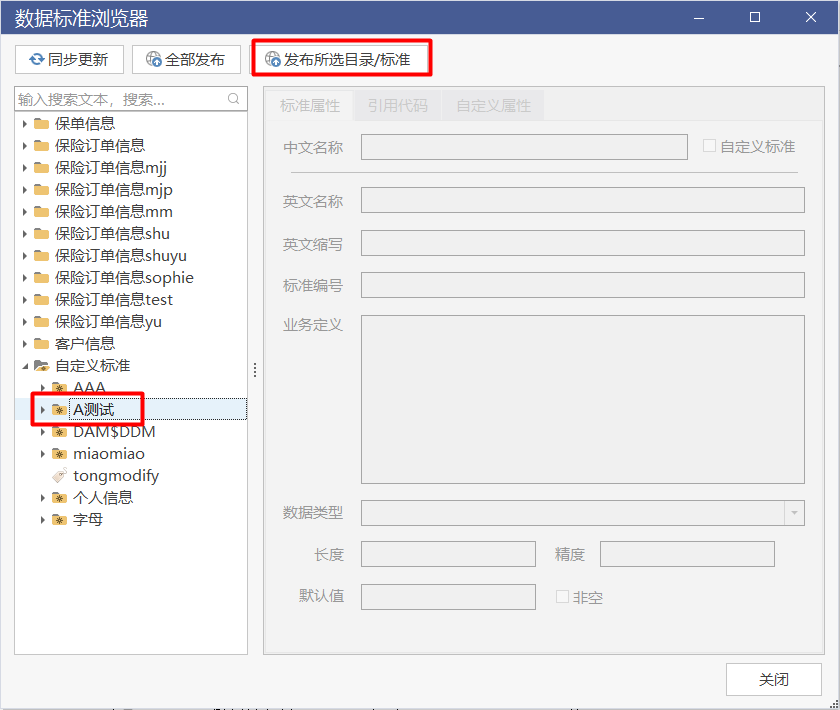 数据标准浏览器
同步更新
全部发布
发布所选目录/标准
输入搜索文本，搜索...
保单信息
保险订单信息
保险订单信息mjj
保险订单信息mjp
保险订单信息mm
保险订单信息shu
保险订单信息shuyu
保险订单信息sophie
保险订单信息test
保险订单信息yu
客户信息
自定义标准
AAA
A测试
DAM$DDM
miaomiao
tongmodify
个人信息
字母
标准属性
引用代码
自定义属性
中文名称
自定义标准
英文名称
英文缩写
标准编号
业务定义
数据类型
长度
精度
默认值
非空
关闭